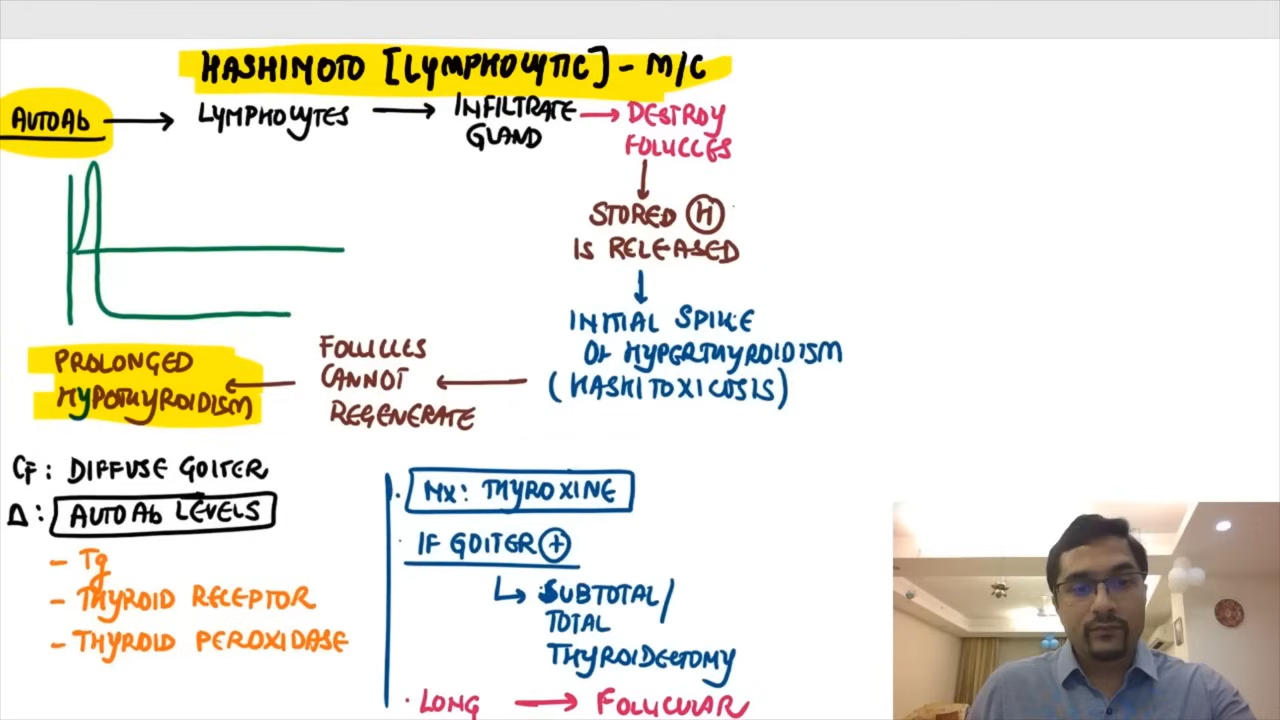 HASHIMOTO [LYMPHOLYTIC] - M/C
AUTOAb → LYMPHOLYTES → INFILTRATE GLAND → DESTROY FOLLICLES
STORED Ⓗ
IS RELEASED
INITIAL SPIKE
OF HYPERTHYROIDISM
(HASHITOXICOSIS)
FOLLICLES
CANNOT
REGENERATE
PROLONGED
HYPOTHYROIDISM
CF: DIFFUSE GOITER
Δ: AUTOAb LEVELS
- Tg
- THYROID RECEPTOR
- THYROID PEROXIDASE
. MX: THYROXINE
. IF GOITER ⊕
↳ SUBTOTAL/
TOTAL
THYROIDECTOMY
. LONG → FOLLICULAR